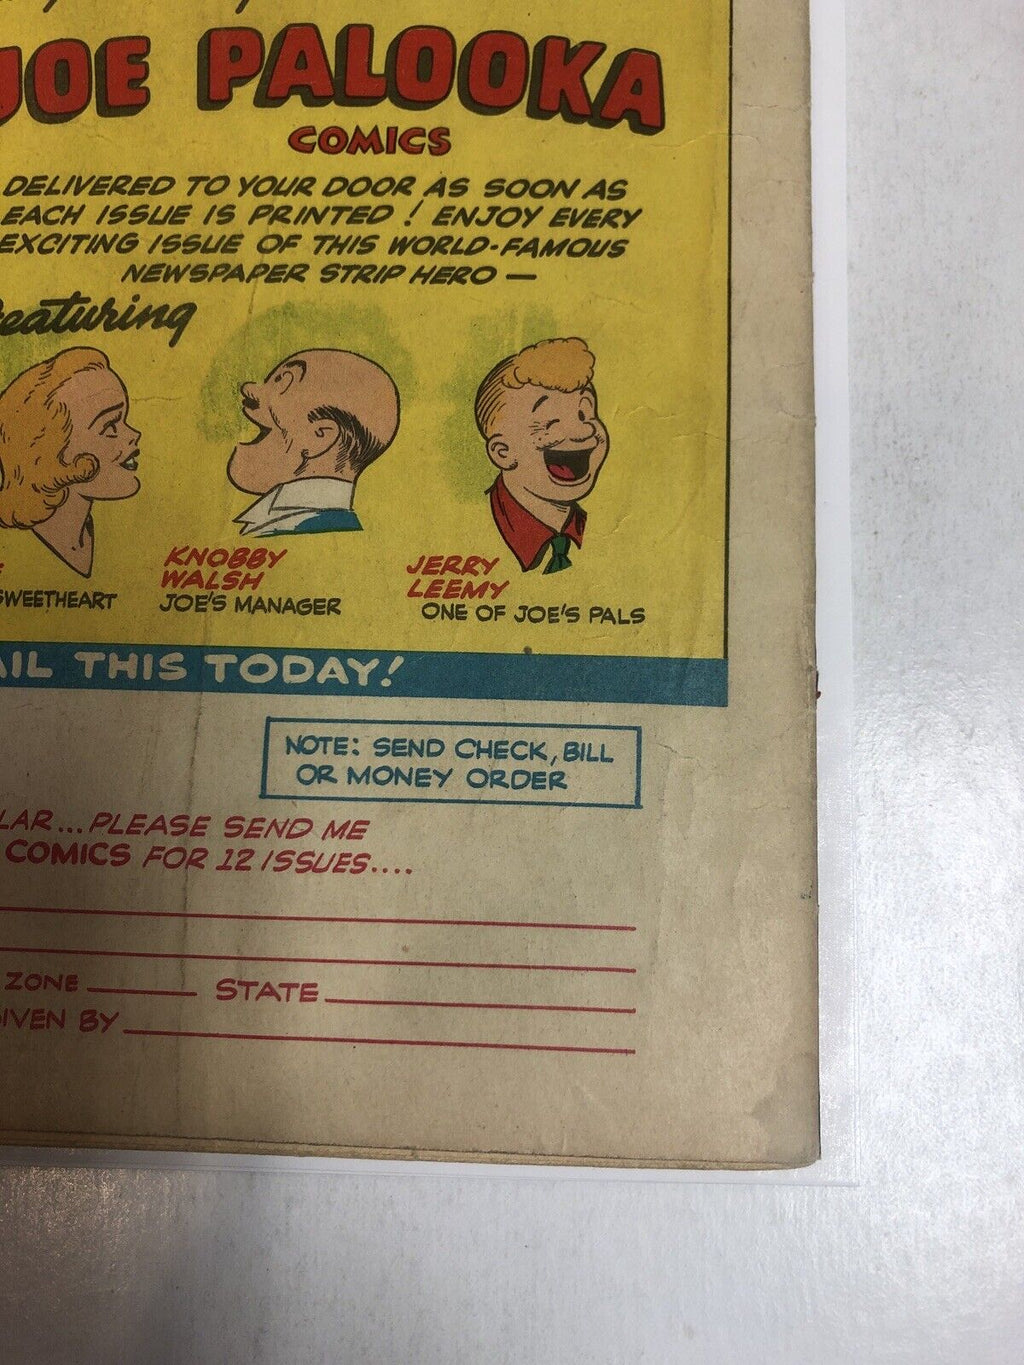 JOE PALOOKA
COMICS
DELIVERED TO YOUR DOOR AS SOON AS
EACH ISSUE IS PRINTED! ENJOY EVERY
EXCITING ISSUE OF THIS WORLD-FAMOUS
NEWSPAPER STRIP HERO —
eaturing
SWEETHEART
KNOBBY
WALSH
JOE'S MANAGER
JERRY
LEEMY
ONE OF JOE'S PALS
AIL THIS TODAY!
NOTE: SEND CHECK, BILL
OR MONEY ORDER
LAR... PLEASE SEND ME
COMICS FOR 12 ISSUES....
ZONE STATE
IVEN BY